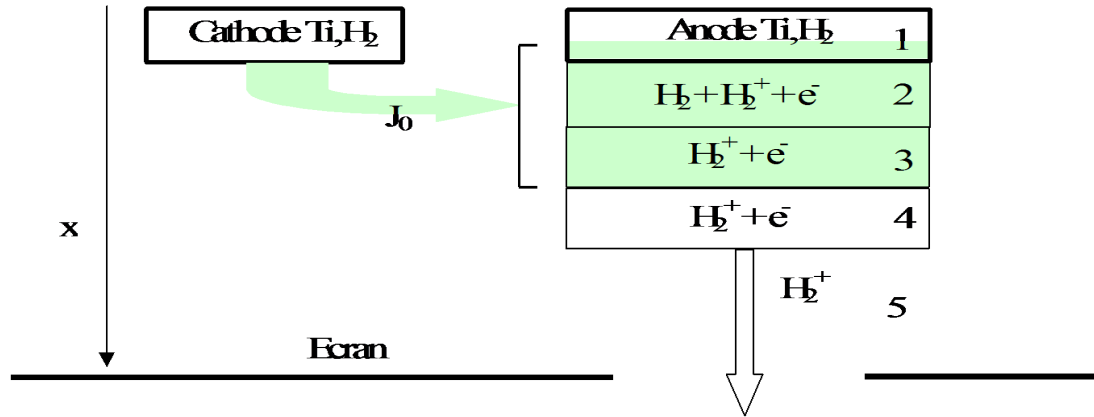 Cathode Ti,H₂
Anode Ti,H₂
1
H₂+H₂⁺+e⁻
2
J₀
H₂⁺+e⁻
3
H₂⁺+e⁻
4
x
H₂⁺
5
Ecran